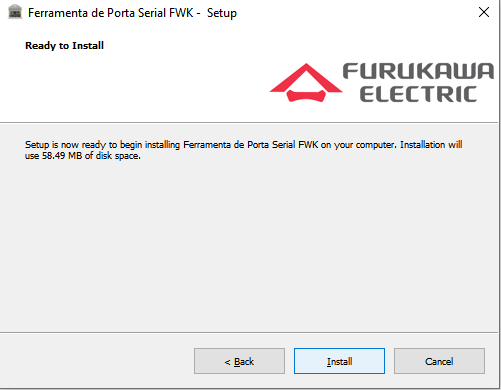 Ferramenta de Porta Serial FWK -  Setup
Ready to Install
FURUKAWA
ELECTRIC
Setup is now ready to begin installing Ferramenta de Porta Serial FWK on your computer. Installation will
use 58.49 MB of disk space.
< Back
Install
Cancel